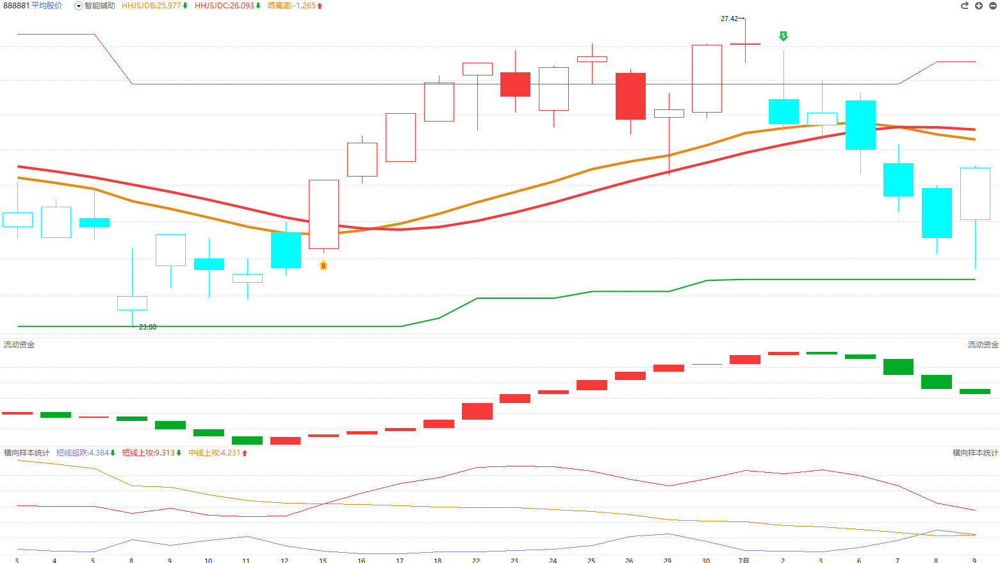 888881 平均股价 智能辅助 HHJSJDB:25.977 HHJSJDC:26.093 乖离率:-1.265
27.42
S
B
23.88
流动资金 流动资金
横向样本统计 短线超跌:4.384 短线上攻:9.313 中线上攻:4.231 横向样本统计
3 4 5 8 9 10 11 12 15 16 17 18 22 23 24 25 26 29 30 7月 2 3 6 7 8 9